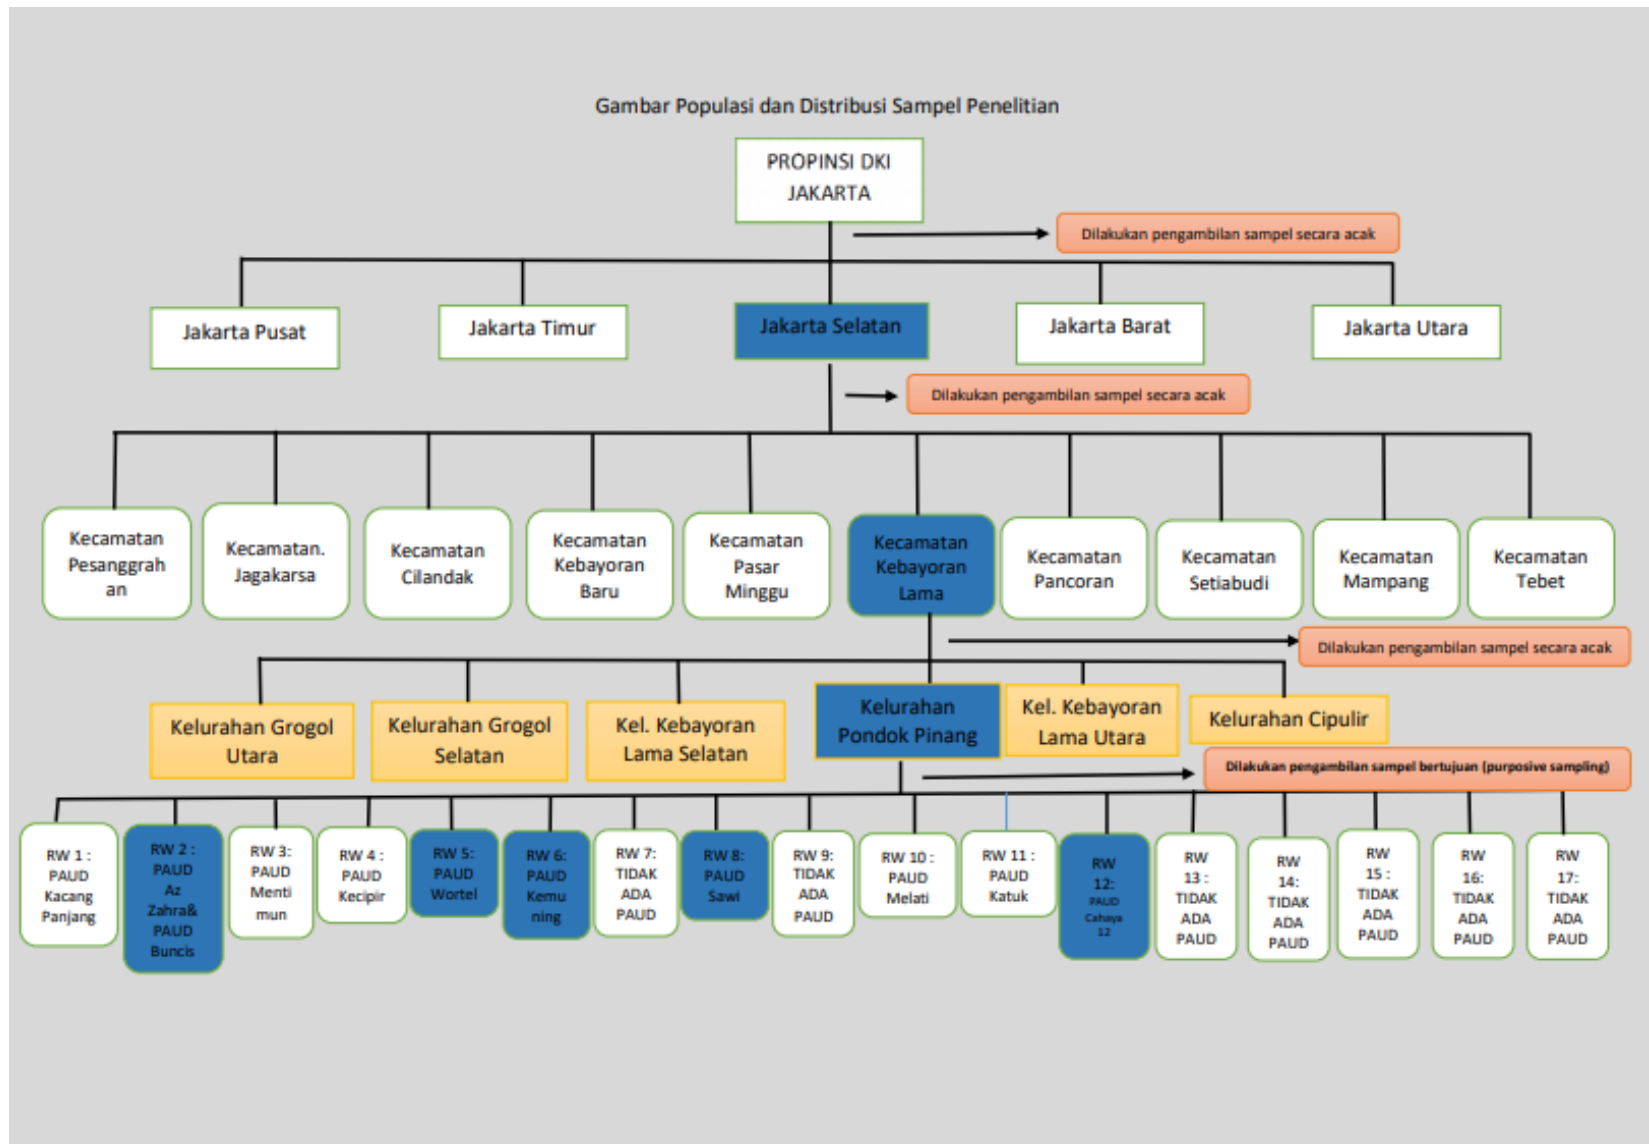 Gambar Populasi dan Distribusi Sampel Penelitian
PROPINSI DKI
JAKARTA
Dilakukan pengambilan sampel secara acak
Jakarta Pusat
Jakarta Timur
Jakarta Selatan
Jakarta Barat
Jakarta Utara
Dilakukan pengambilan sampel secara acak
Kecamatan
Pesanggrah
an
Kecamatan.
Jagakarsa
Kecamatan
Cilandak
Kecamatan
Kebayoran
Baru
Kecamatan
Pasar
Minggu
Kecamatan
Kebayoran
Lama
Kecamatan
Pancoran
Kecamatan
Setiabudi
Kecamatan
Mampang
Kecamatan
Tebet
Dilakukan pengambilan sampel secara acak
Kelurahan Grogol
Utara
Kelurahan Grogol
Selatan
Kel. Kebayoran
Lama Selatan
Kelurahan
Pondok Pinang
Kel. Kebayoran
Lama Utara
Kelurahan Cipulir
Dilakukan pengambilan sampel bertujuan (purposive sampling)
RW 1 :
PAUD
Kacang
Panjang
RW 2 :
PAUD
Az
Zahra&
PAUD
Buncis
RW 3:
PAUD
Menti
mun
RW 4 :
PAUD
Kecipir
RW 5:
PAUD
Wortel
RW 6:
PAUD
Kemu
ning
RW 7:
TIDAK
ADA
PAUD
RW 8:
PAUD
Sawi
RW 9:
TIDAK
ADA
PAUD
RW 10 :
PAUD
Melati
RW 11 :
PAUD
Katuk
RW
12:
PAUD
Cahaya
12
RW
13 :
TIDAK
ADA
PAUD
RW
14:
TIDAK
ADA
PAUD
RW
15 :
TIDAK
ADA
PAUD
RW
16:
TIDAK
ADA
PAUD
RW
17:
TIDAK
ADA
PAUD